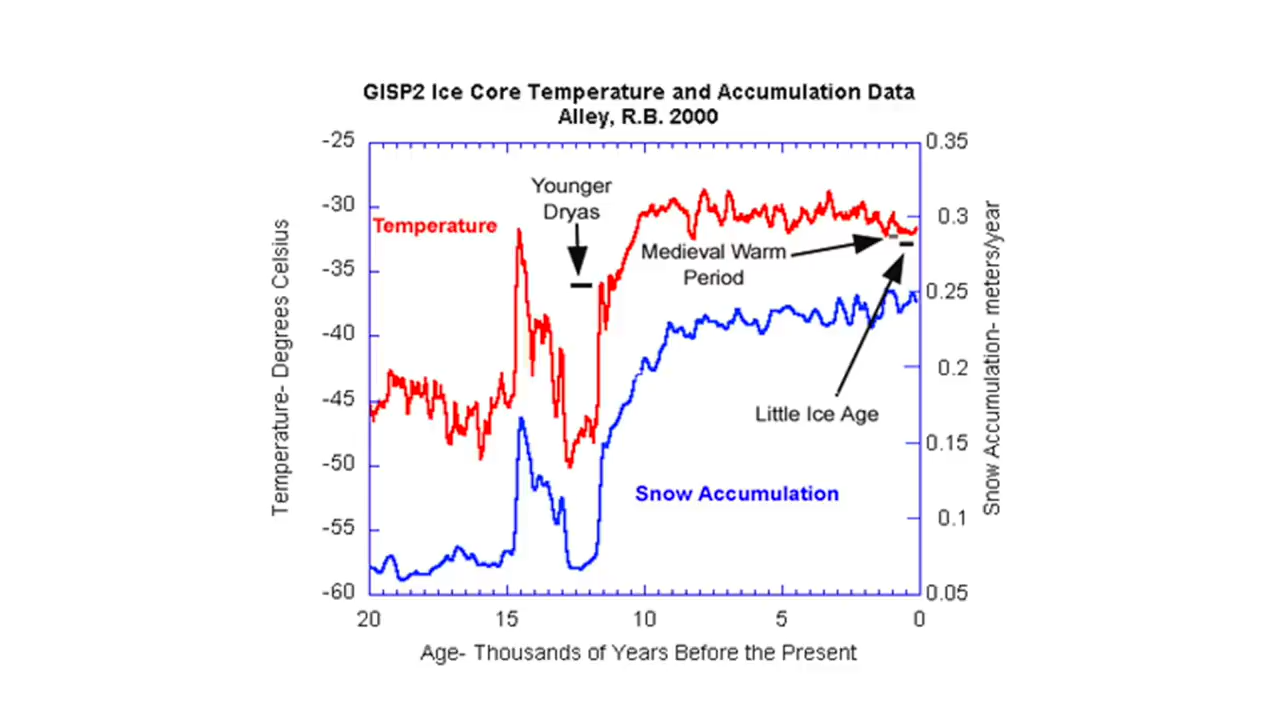 GISP2 Ice Core Temperature and Accumulation Data
Alley, R.B. 2000
-25
-30
-35
-40
-45
-50
-55
-60
Temperature- Degrees Celsius
Temperature
Younger
Dryas
Medieval Warm
Period
Little Ice Age
Snow Accumulation
0.35
0.3
0.25
0.2
0.15
0.1
0.05
Snow Accumulation- meters/year
20
15
10
5
0
Age- Thousands of Years Before the Present